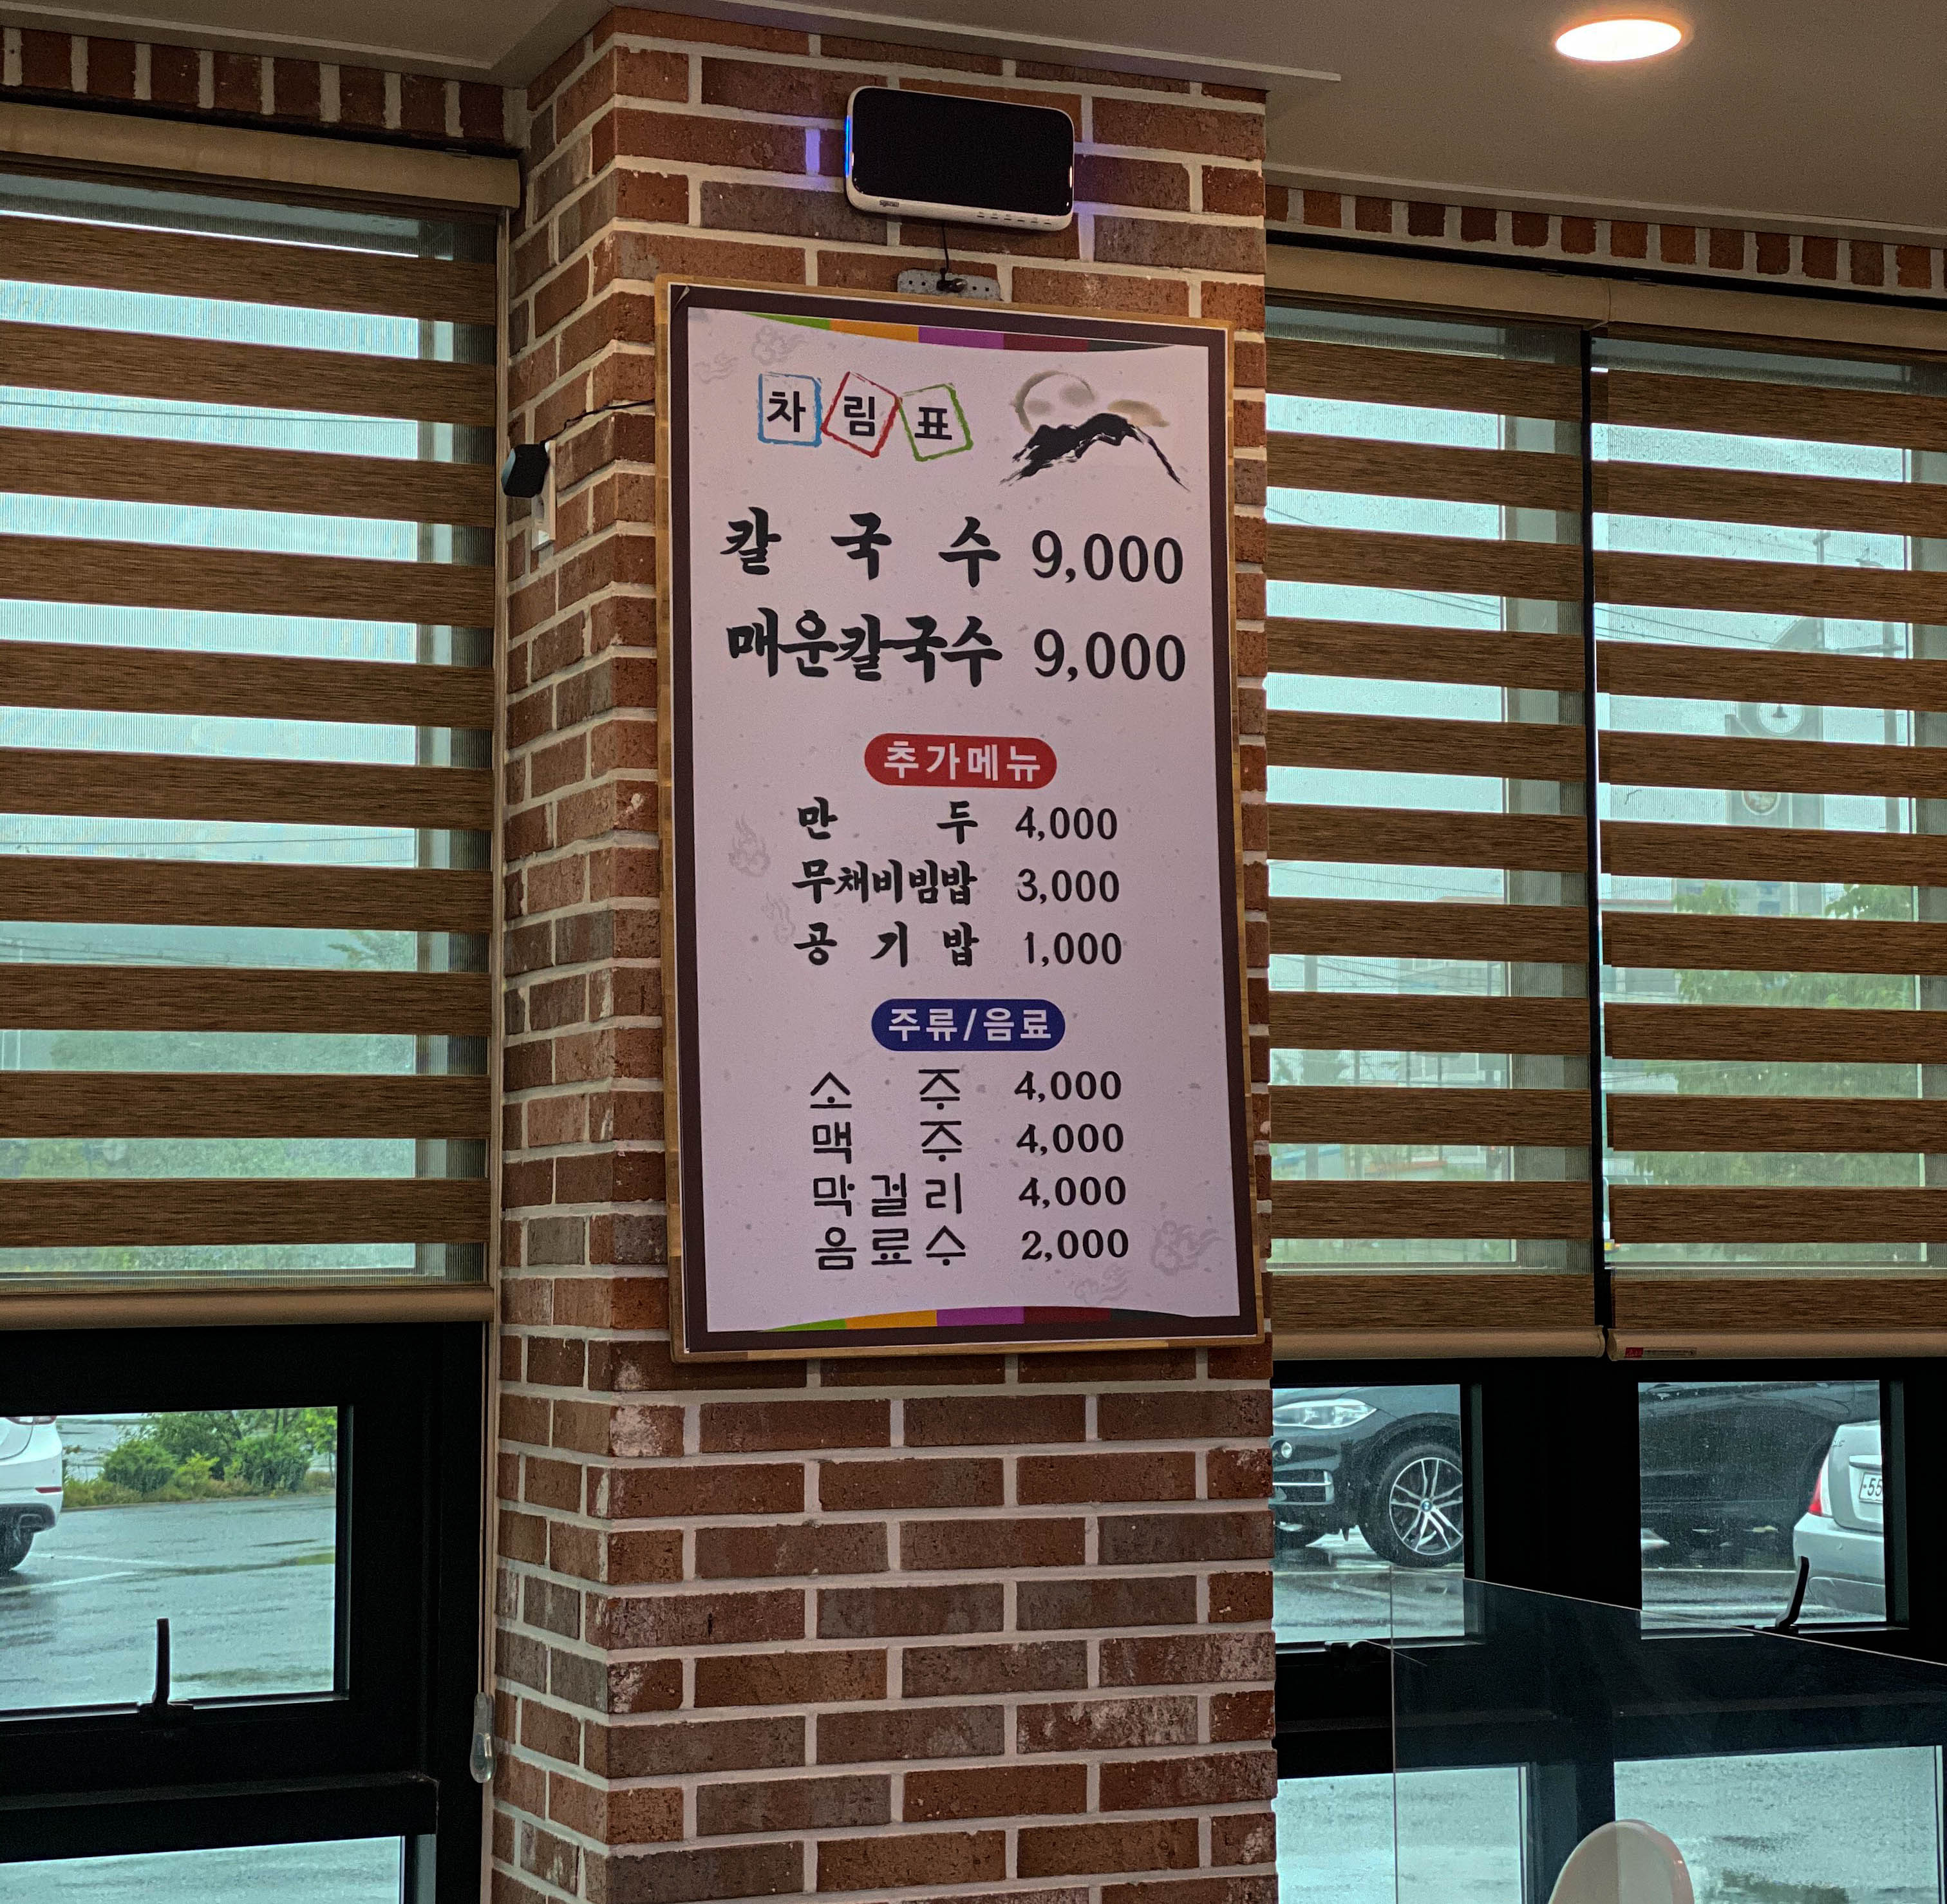 차림표
칼국수 9,000
매운칼국수 9,000
추가메뉴
만두 4,000
무채비빔밥 3,000
공기밥 1,000
주류/음료
소주 4,000
맥주 4,000
막걸리 4,000
음료수 2,000